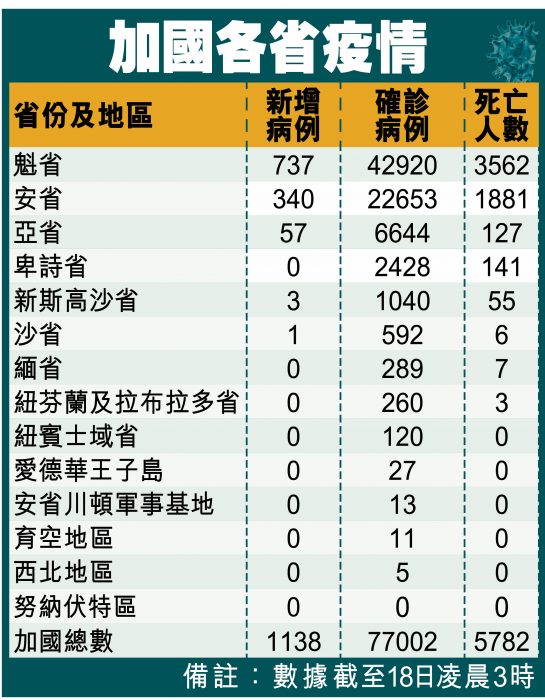 加國各省疫情
省份及地區 新增病例 確診病例 死亡人數
魁省 737 42920 3562
安省 340 22653 1881
亞省 57 6644 127
卑詩省 0 2428 141
新斯高沙省 3 1040 55
沙省 1 592 6
緬省 0 289 7
紐芬蘭及拉布拉多省 0 260 3
紐賓士域省 0 120 0
愛德華王子島 0 27 0
安省川頓軍事基地 0 13 0
育空地區 0 11 0
西北地區 0 5 0
努納伏特區 0 0 0
加國總數 1138 77002 5782
備註：數據截至18日凌晨3時